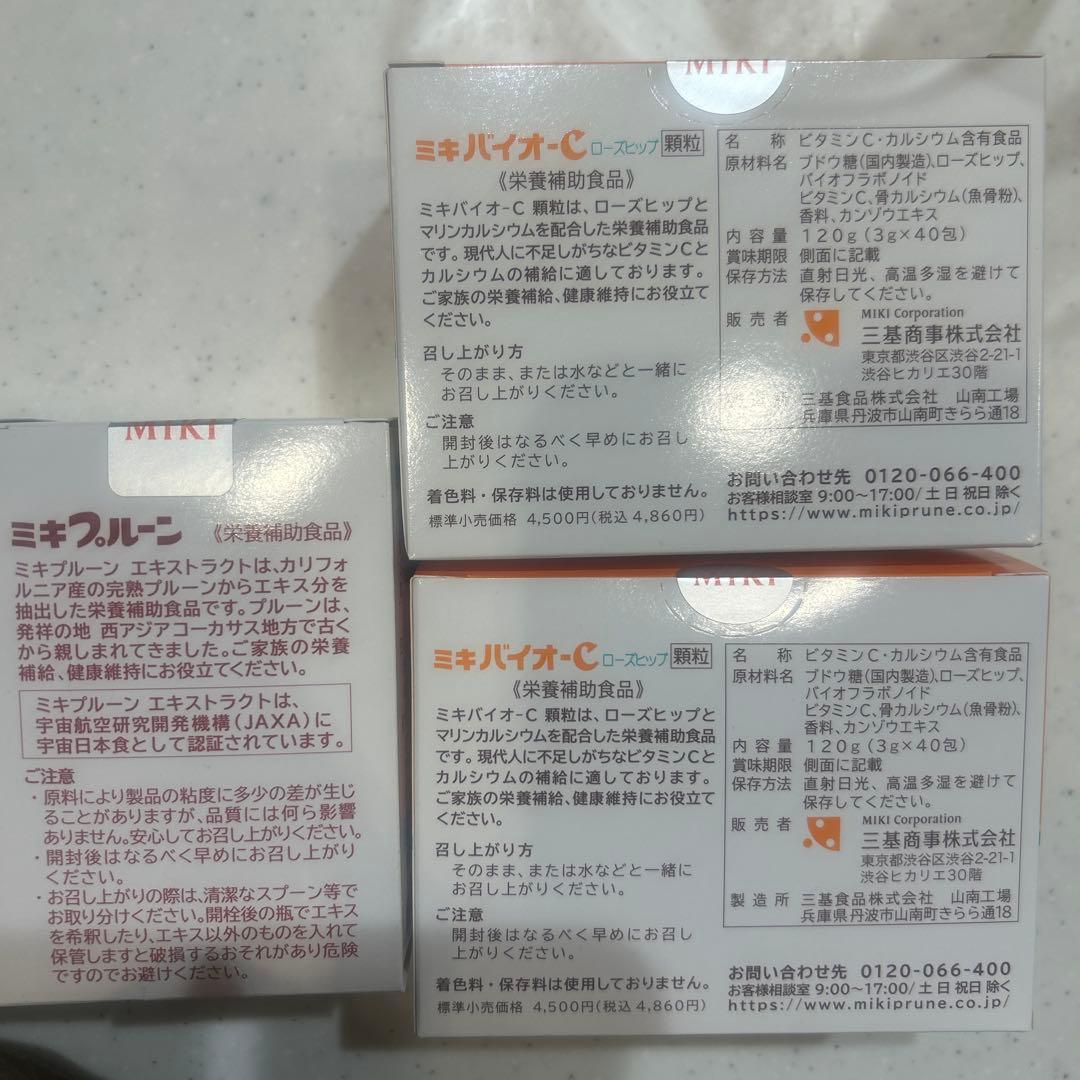 MIKI
ミキバイオ-C ローズヒップ 顆粒
《栄養補助食品》
ミキバイオ-C 顆粒は、ローズヒップと
マリンカルシウムを配合した栄養補助食品
です。現代人に不足しがちなビタミンCと
カルシウムの補給に適しております。
ご家族の栄養補給、健康維持にお役立て
ください。
召し上がり方
そのまま、または水などと一緒に
お召し上がりください。
ご注意
開封後はなるべく早めにお召し
上がりください。
着色料・保存料は使用しておりません。
標準小売価格 4,500円(税込 4,860円)
名称 ビタミンC・カルシウム含有食品
原材料名 ブドウ糖(国内製造)、ローズヒップ、
バイオフラボノイド
ビタミンC、骨カルシウム(魚骨粉)、
香料、カンゾウエキス
内容量 120g(3g×40包)
賞味期限 側面に記載
保存方法 直射日光、高温多湿を避けて
保存してください。
販売者 MIKI Corporation
三基商事株式会社
東京都渋谷区渋谷2-21-1
渋谷ヒカリエ30階
所 三基食品株式会社 山南工場
兵庫県丹波市山南町きらら通18
お問い合わせ先 0120-066-400
お客様相談室 9:00～17:00/土 日 祝日 除く
https://www.mikiprune.co.jp/
MIKI
ミキプルーン 《栄養補助食品》
ミキプルーン エキストラクトは、カリフォ
ルニア産の完熟プルーンからエキス分を
抽出した栄養補助食品です。プルーンは、
発祥の地 西アジアコーカサス地方で古く
から親しまれてきました。ご家族の栄養
補給、健康維持にお役立てください。
ミキプルーン エキストラクトは、
宇宙航空研究開発機構(JAXA)に
宇宙日本食として認証されています。
ご注意
・原料により製品の粘度に多少の差が生じ
ることがありますが、品質には何ら影響
ありません。安心してお召し上がりください。
・開封後はなるべく早めにお召し上がり
ください。
・お召し上がりの際は、清潔なスプーン等で
お取り分けください。開栓後の瓶でエキス
を希釈したり、エキス以外のものを入れて
保管しますと破損するおそれがあり危険
ですのでお避けください。
MIKI
ミキバイオ-C ローズヒップ 顆粒
《栄養補助食品》
ミキバイオ-C 顆粒は、ローズヒップと
マリンカルシウムを配合した栄養補助食品
です。現代人に不足しがちなビタミンCと
カルシウムの補給に適しております。
ご家族の栄養補給、健康維持にお役立て
ください。
召し上がり方
そのまま、または水などと一緒に
お召し上がりください。
ご注意
開封後はなるべく早めにお召し
上がりください。
着色料・保存料は使用しておりません。
標準小売価格 4,500円(税込 4,860円)
名称 ビタミンC・カルシウム含有食品
原材料名 ブドウ糖(国内製造)、ローズヒップ、
バイオフラボノイド
ビタミンC、骨カルシウム(魚骨粉)、
香料、カンゾウエキス
内容量 120g(3g×40包)
賞味期限 側面に記載
保存方法 直射日光、高温多湿を避けて
保存してください。
販売者 MIKI Corporation
三基商事株式会社
東京都渋谷区渋谷2-21-1
渋谷ヒカリエ30階
製造所 三基食品株式会社 山南工場
兵庫県丹波市山南町きらら通18
お問い合わせ先 0120-066-400
お客様相談室 9:00～17:00/土 日 祝日 除く
https://www.mikiprune.co.jp/